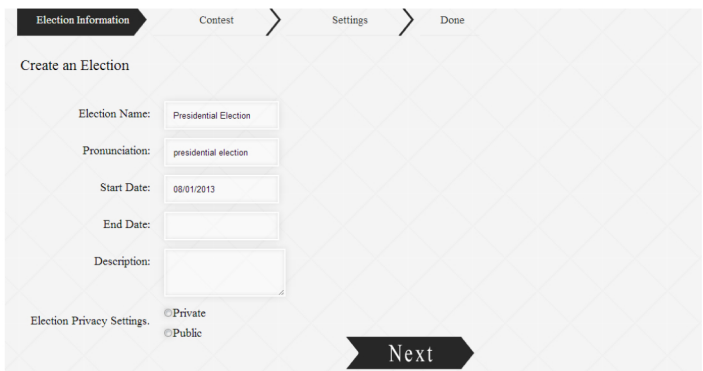 Election Information Contest Settings Done
Create an Election
Election Name: Presidential Election
Pronunciation: presidential election
Start Date: 08/01/2013
End Date:
Description:
Election Privacy Settings.
Private
Public
Next